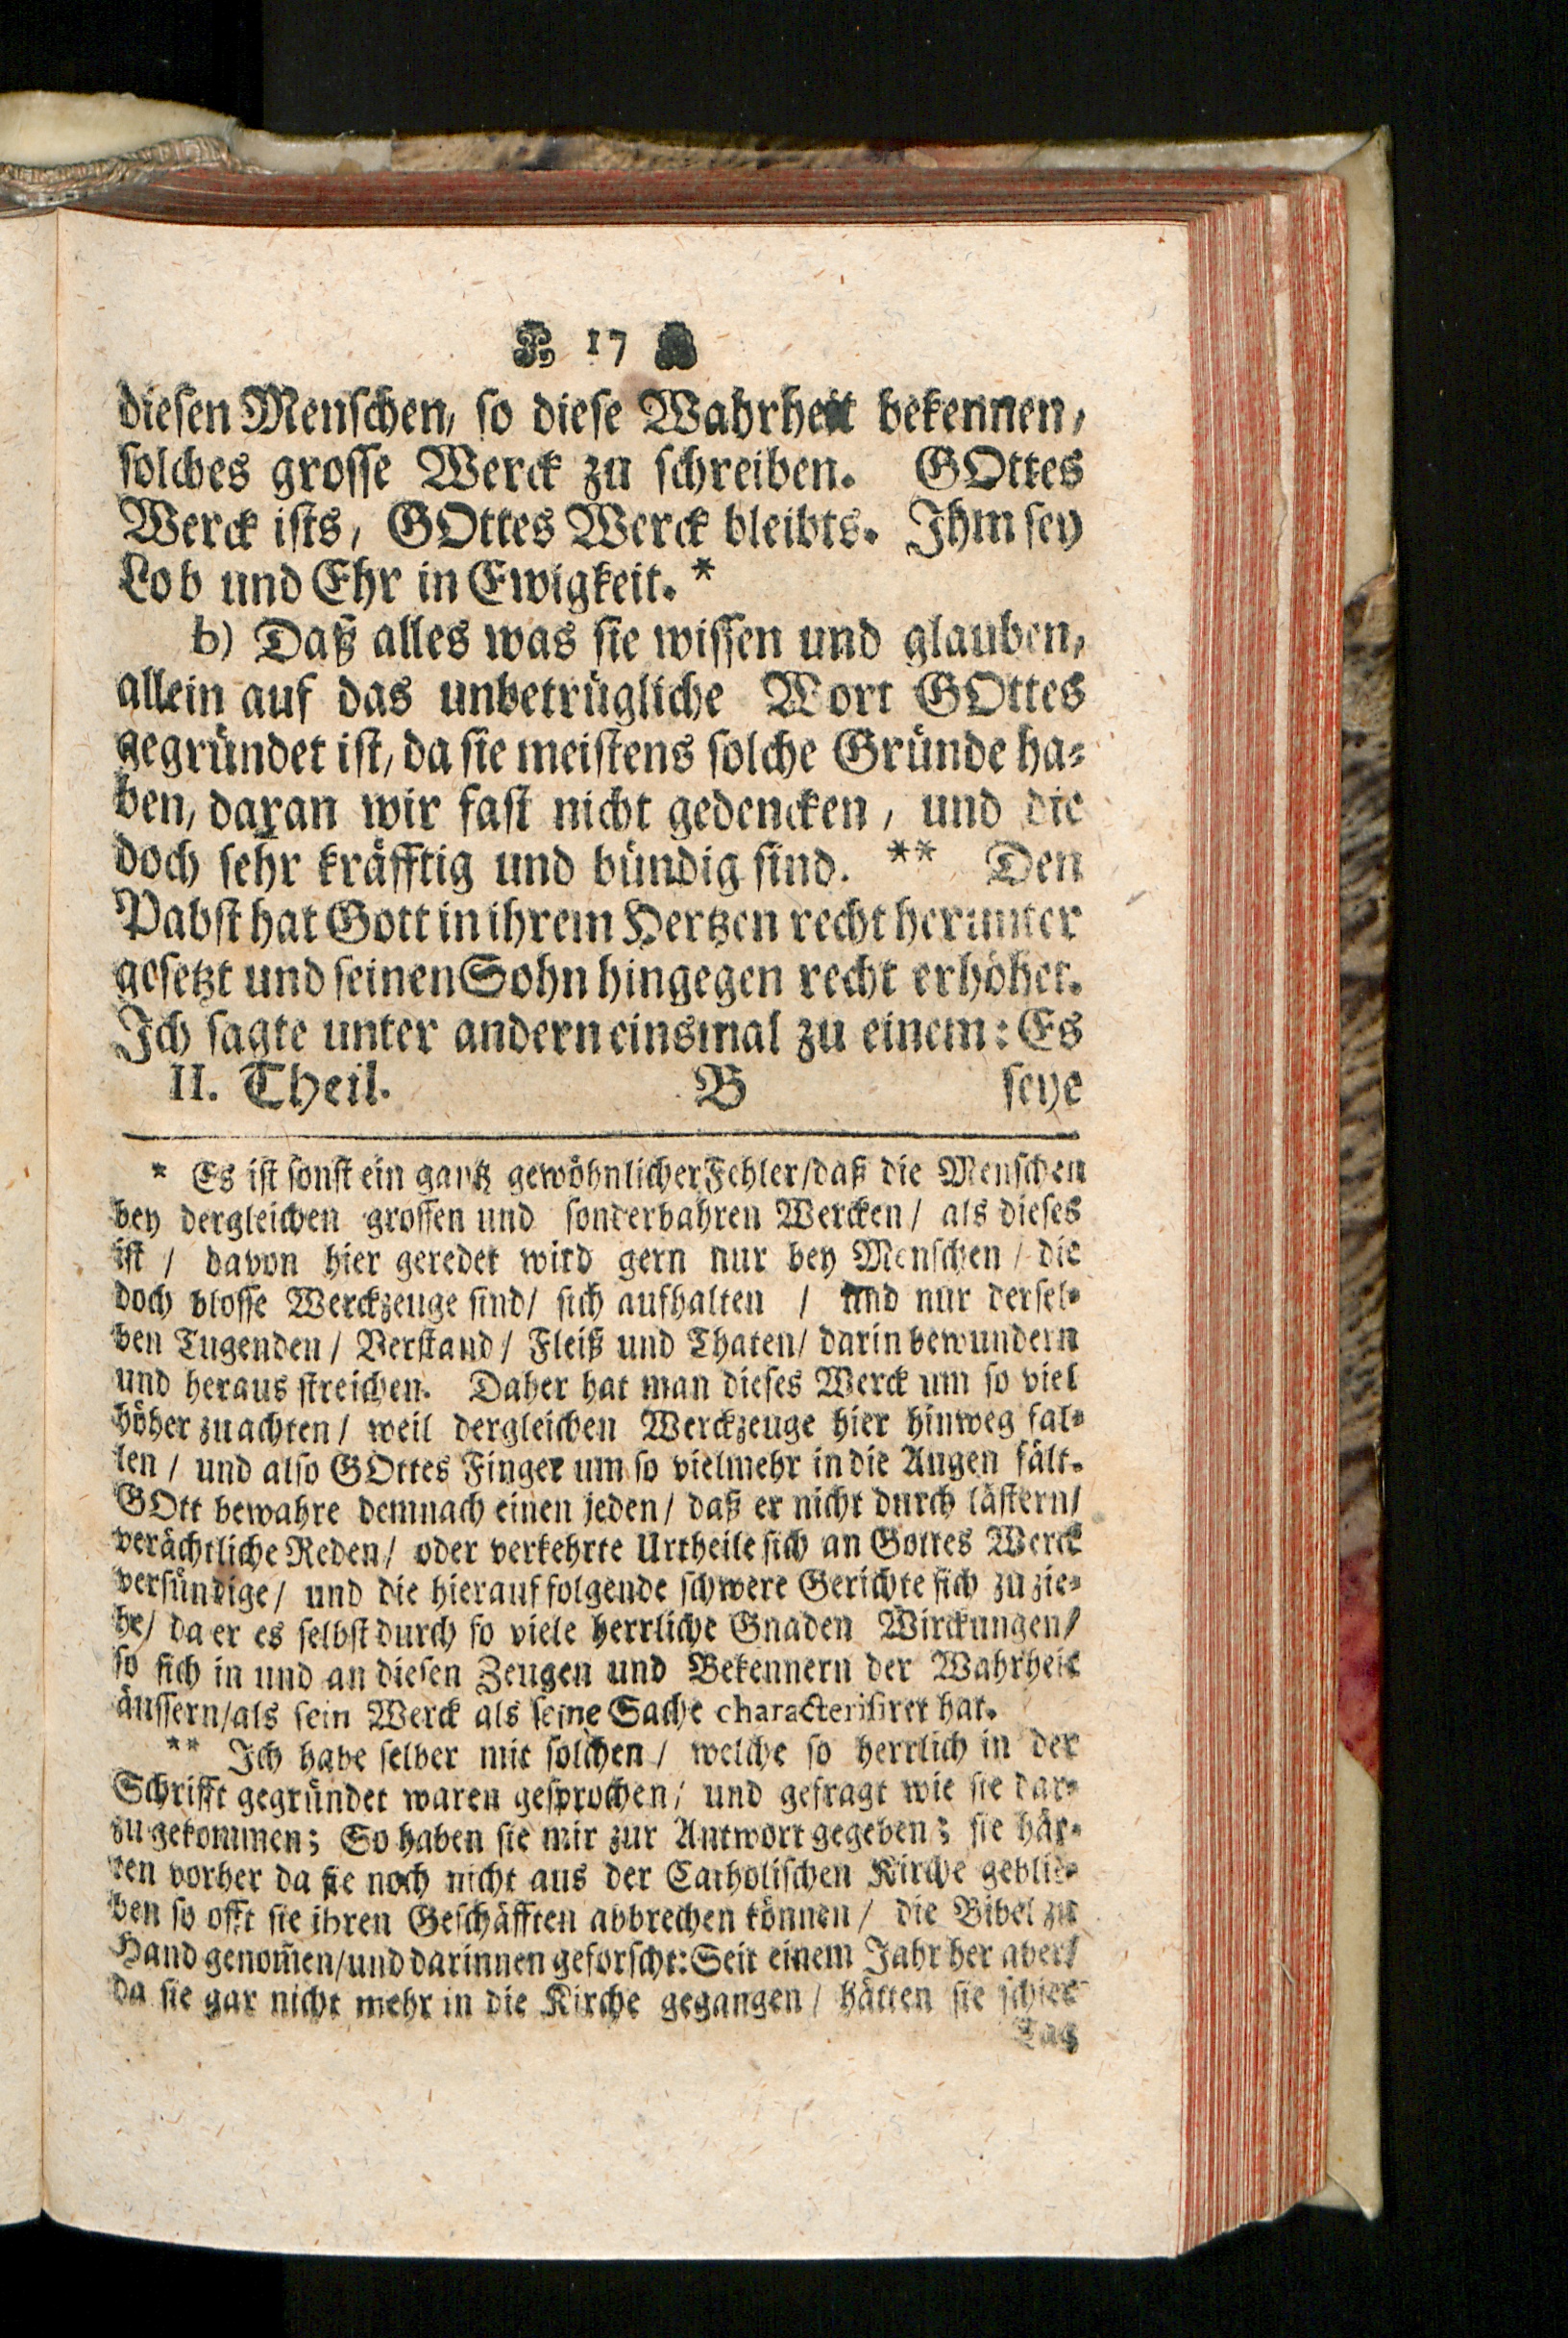 17
diesen Menschen, so diese Wahrheit bekennen,
solches grosse Werck zu schreiben. GOttes
Werck ists, GOttes Werck bleibts. Ihm sey
Lob und Ehr in Ewigkeit. *
b) Daß alles was sie wissen und glauben,
allein auf das unbetrügliche Wort GOttes
gegründet ist, da sie meistens solche Gründe ha-
ben, daran wir fast nicht gedencken, und die
doch sehr kräfftig und bündig sind. ** Den
Pabst hat Gott in ihrem Hertzen recht herunter
gesetzt und seinen Sohn hingegen recht erhöhet.
Ich sagte unter andern einsmal zu einem: Es
II. Theil. B seye
* Es ist sonst ein gantz gewöhnlicher Fehler/ daß die Menschen
bey dergleichen grossen und sonderbahren Wercken/ als dieses
ist / davon hier geredet wird gern nur bey Menschen / die
doch blosse Werckzeuge sind/ sich aufhalten / und nur dersel-
ben Tugenden/ Verstand/ Fleiß und Thaten/ darin bewundern
und heraus streichen. Daher hat man dieses Werck um so viel
höher zu achten/ weil dergleichen Werckzeuge hier hinweg fal-
len / und also GOttes Finger um so vielmehr in die Augen fält.
GOtt bewahre demnach einen jeden/ daß er nicht durch lästern/
verächtliche Reden/ oder verkehrte Urtheile sich an Gottes Werck
versündige/ und die hierauf folgende schwere Gerichte sich zu zie-
he/ da er es selbst durch so viele herrliche Gnaden Wirckungen/
so sich in und an diesen Zeugen und Bekennern der Wahrheit
äussern/als sein Werck als seine Sache characterisiret hat.
** Ich habe selber mit solchen/ welche so herrlich in der
Schrifft gegründet waren gesprochen/ und gefragt wie sie dar-
zu gekommen; So haben sie mir zur Antwort gegeben; sie hät-
ten vorher da sie noch nicht aus der Catholischen Kirche geblie-
ben so offt sie ihren Geschäfften abbrechen können/ die Bibel zu
Hand genom̃en/und darinnen geforscht: Seit einem Jahr her aber/
da sie gar nicht mehr in die Kirche gegangen/ hätten sie schier
Tag